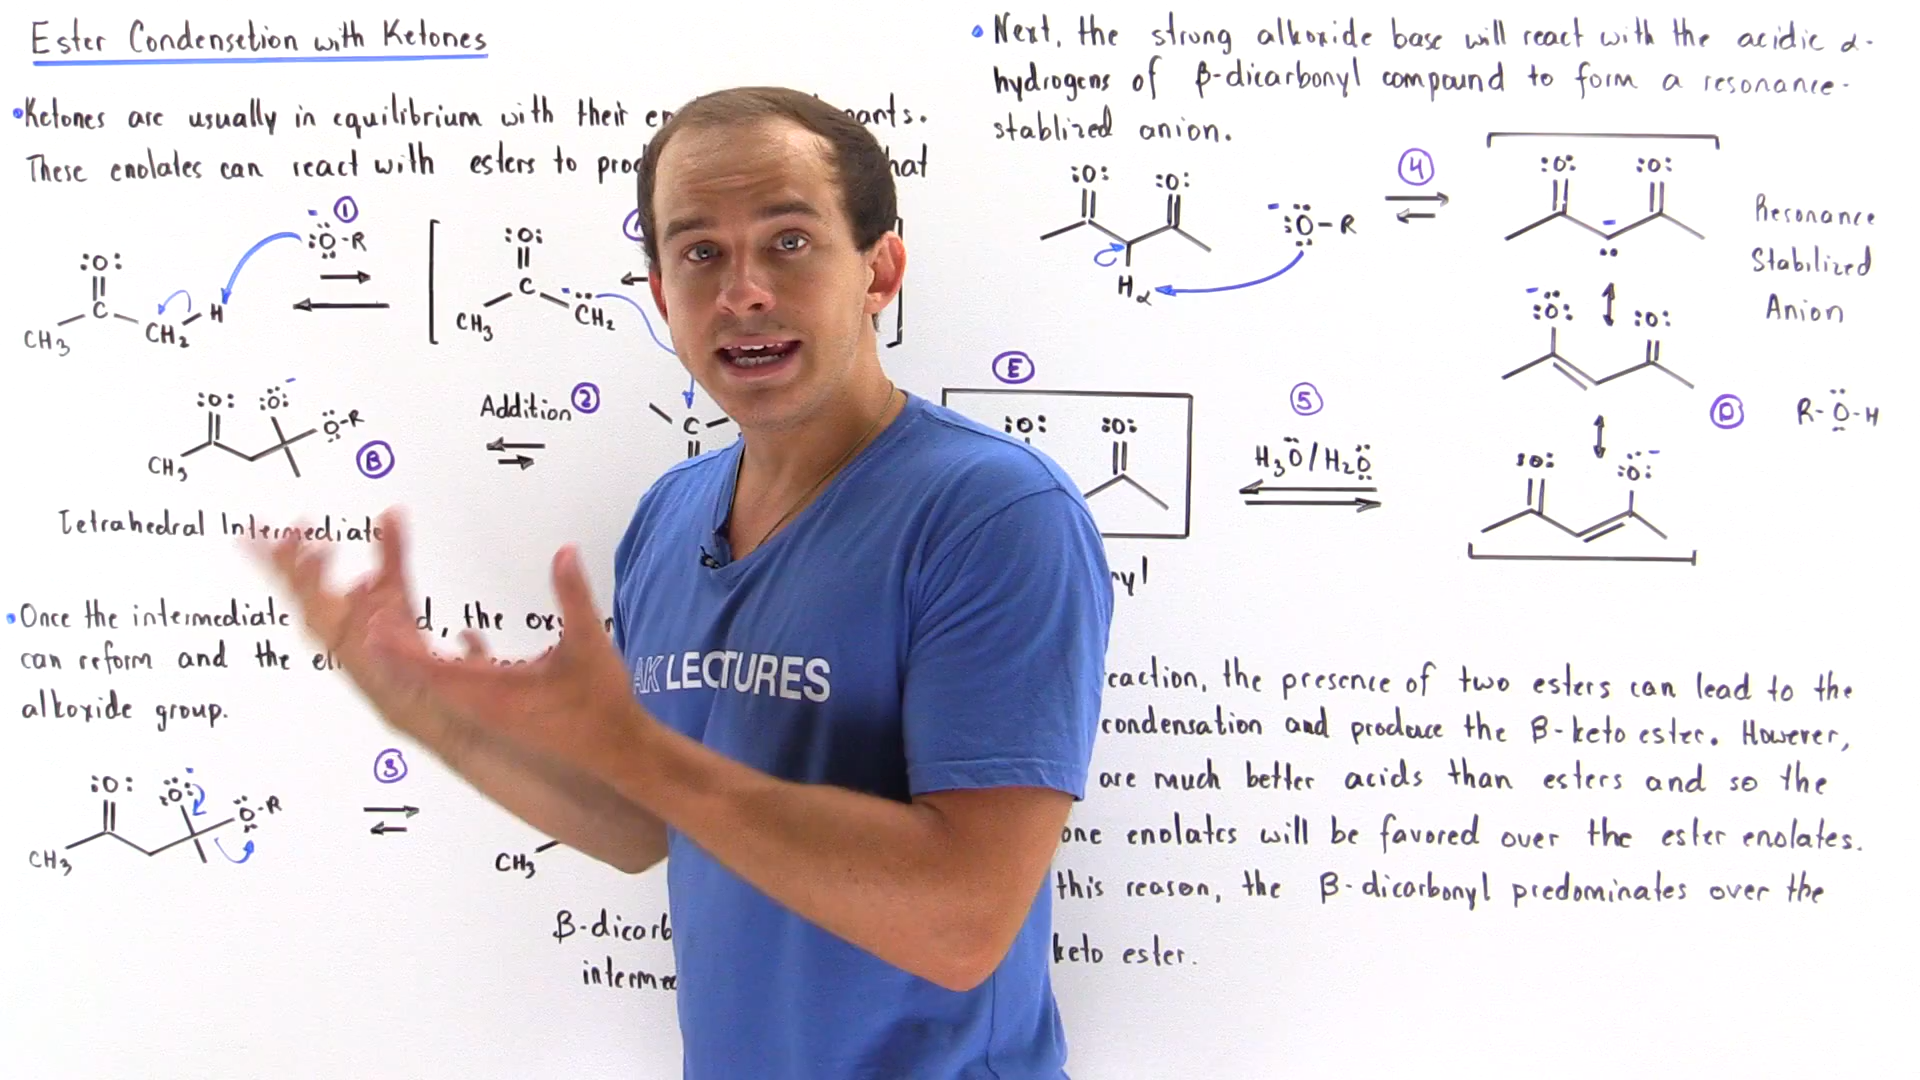 Ester Condensetion with Ketones
•Ketones are usually in equilibrium with their
These enolates can react with esters to
:O:
C
CH3
CH2
H
①
:O-R
:O:
C
CH3
CH2
:O:
:O:
O-R
CH3
B
Addition ②
C
Tetrahedral Intermediate
•Once the intermediate the
can reform and the
alkoxide group.
:O:
:O:
O-R
CH3
③
CH3
β-dicarb
interme
•Next, the strong alkoxide base will react with the acidic α-
hydrogens of β-dicarbonyl compound to form a resonance-
stablized anion.
:O: :O:
Hα
:O-R
④
:O: :O:
Resonance
Stabilized
Anion
:O: :O:
D
R-O-H
:O: :O:
E
:O: :O:
⑤
H3O/H2O
yl
eaction, the presence of two esters can lead to the
condensation and produce the β-keto ester. However,
are much better acids than esters and so the
one enolates will be favored over the ester enolates.
this reason, the β-dicarbonyl predominates over the
keto ester.
AK LECTURES